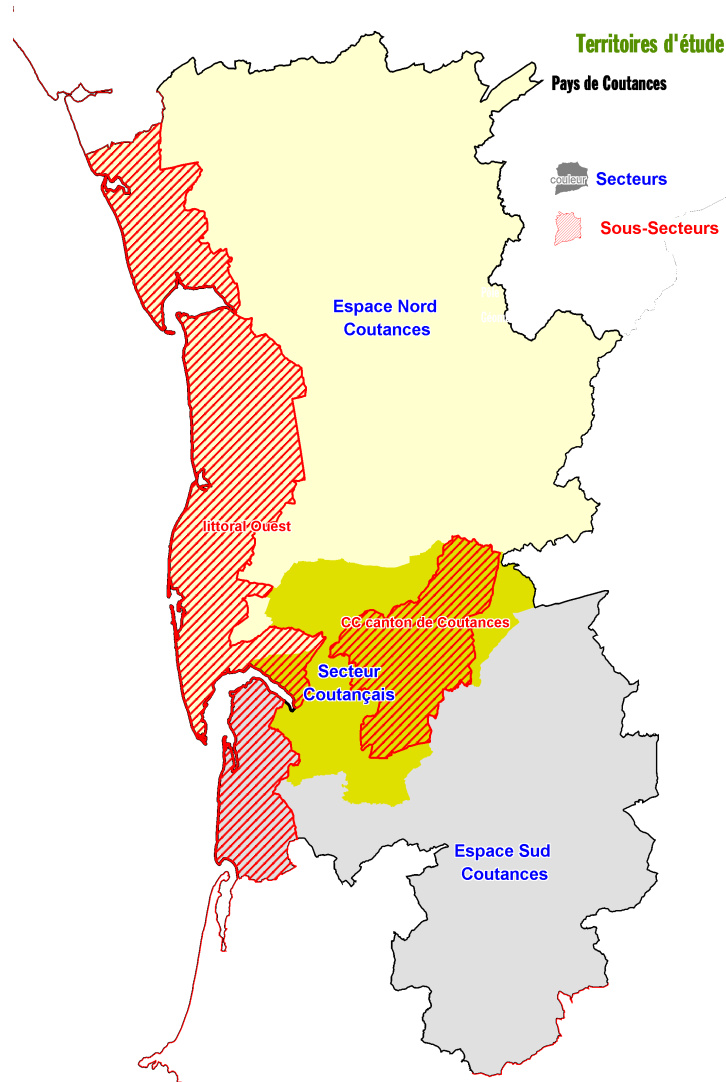 Territoires d'étude
Pays de Coutances
couleur
Secteurs
Sous-Secteurs
Espace Nord
Coutances
littoral Ouest
CC canton de Coutances
Secteur
Coutançais
Espace Sud
Coutances